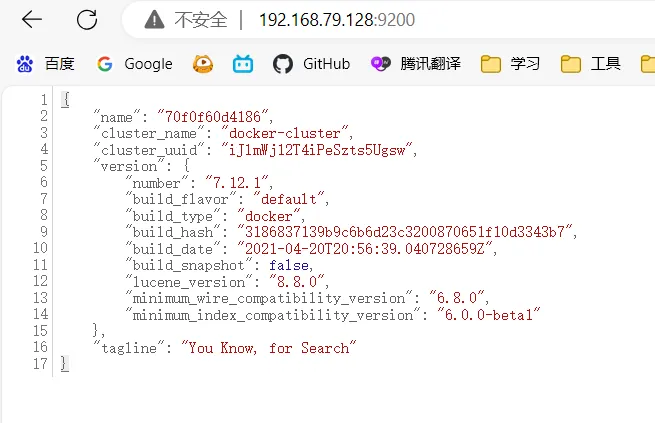 不安全 | 192.168.79.128:9200
百度 Google GitHub 腾讯翻译 学习 工具
1 {
2 "name": "70f0f60d4186",
3 "cluster_name": "docker-cluster",
4 "cluster_uuid": "iJ1mWj12T4iPeSzts5Ugsw",
5 "version": {
6 "number": "7.12.1",
7 "build_flavor": "default",
8 "build_type": "docker",
9 "build_hash": "3186837139b9c6b6d23c3200870651f10d3343b7",
10 "build_date": "2021-04-20T20:56:39.040728659Z",
11 "build_snapshot": false,
12 "lucene_version": "8.8.0",
13 "minimum_wire_compatibility_version": "6.8.0",
14 "minimum_index_compatibility_version": "6.0.0-beta1"
15 },
16 "tagline": "You Know, for Search"
17 }